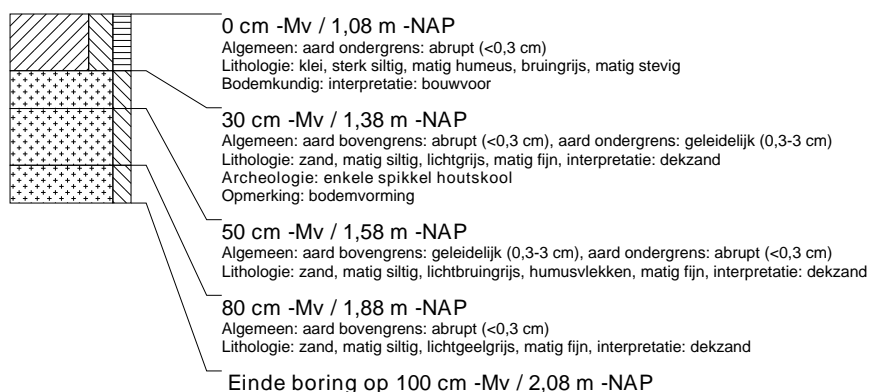 0 cm -Mv / 1,08 m -NAP
Algemeen: aard ondergrens: abrupt (<0,3 cm)
Lithologie: klei, sterk siltig, matig humeus, bruingrijs, matig stevig
Bodemkundig: interpretatie: bouwvoor
30 cm -Mv / 1,38 m -NAP
Algemeen: aard bovengrens: abrupt (<0,3 cm), aard ondergrens: geleidelijk (0,3-3 cm)
Lithologie: zand, matig siltig, lichtgrijs, matig fijn, interpretatie: dekzand
Archeologie: enkele spikkel houtskool
Opmerking: bodemvorming
50 cm -Mv / 1,58 m -NAP
Algemeen: aard bovengrens: geleidelijk (0,3-3 cm), aard ondergrens: abrupt (<0,3 cm)
Lithologie: zand, matig siltig, lichtbruingrijs, humusvlekken, matig fijn, interpretatie: dekzand
80 cm -Mv / 1,88 m -NAP
Algemeen: aard bovengrens: abrupt (<0,3 cm)
Lithologie: zand, matig siltig, lichtgeelgrijs, matig fijn, interpretatie: dekzand
Einde boring op 100 cm -Mv / 2,08 m -NAP